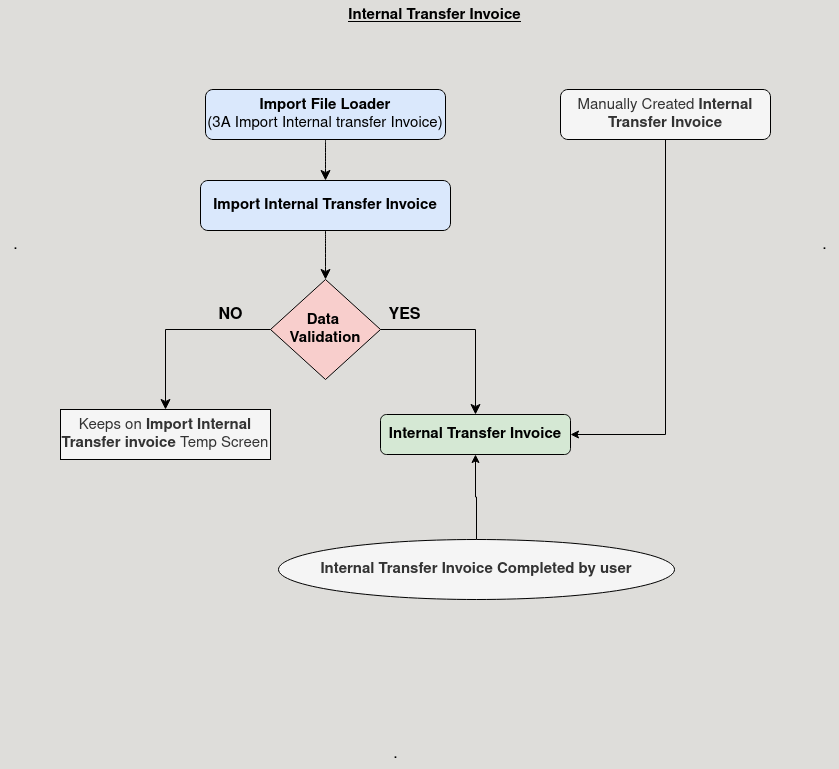 Internal Transfer Invoice
Import File Loader
(3A Import Internal transfer Invoice)
Manually Created Internal
Transfer Invoice
Import Internal Transfer Invoice
NO
YES
Data
Validation
Keeps on Import Internal
Transfer invoice Temp Screen
Internal Transfer Invoice
Internal Transfer Invoice Completed by user